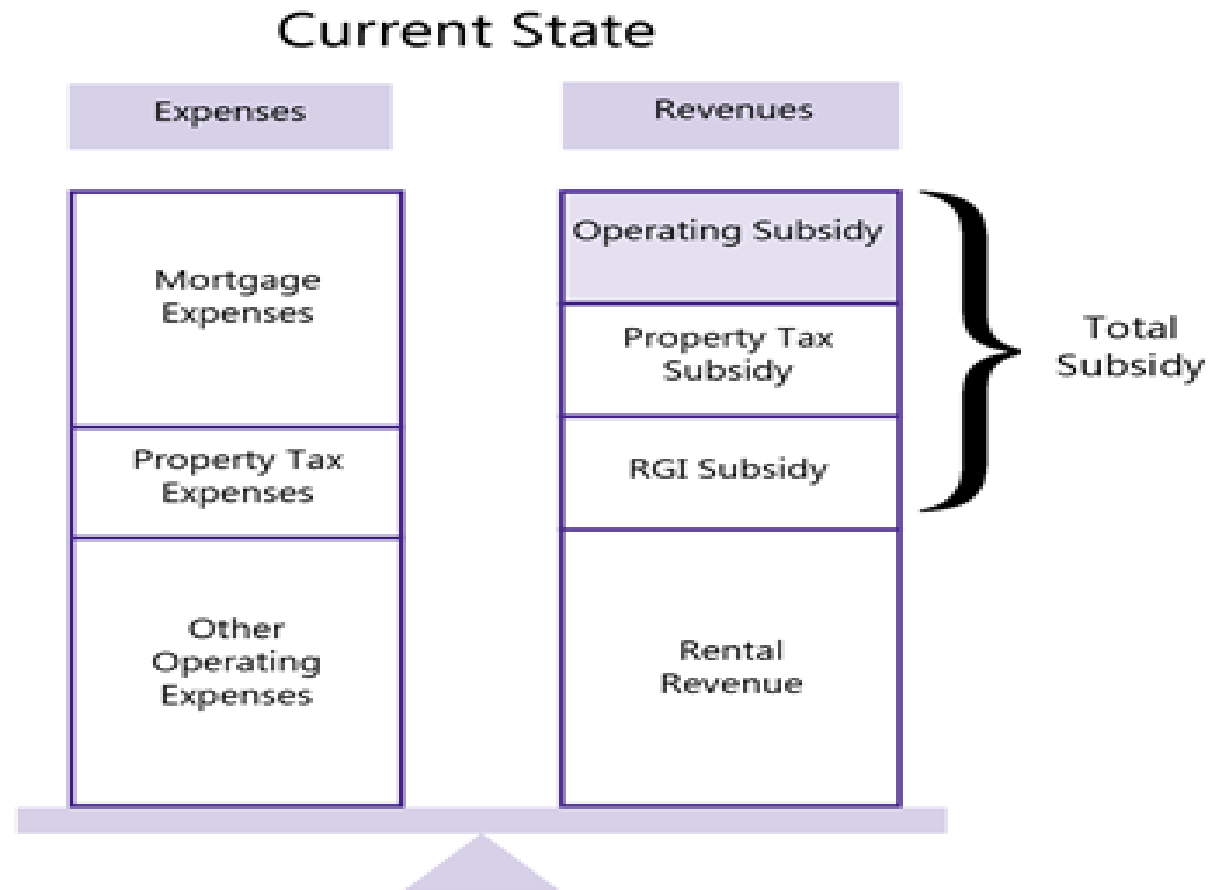 Current State
Expenses
Revenues
Mortgage
Expenses
Property Tax
Expenses
Other
Operating
Expenses
Operating Subsidy
Property Tax
Subsidy
RGI Subsidy
Rental
Revenue
Total
Subsidy